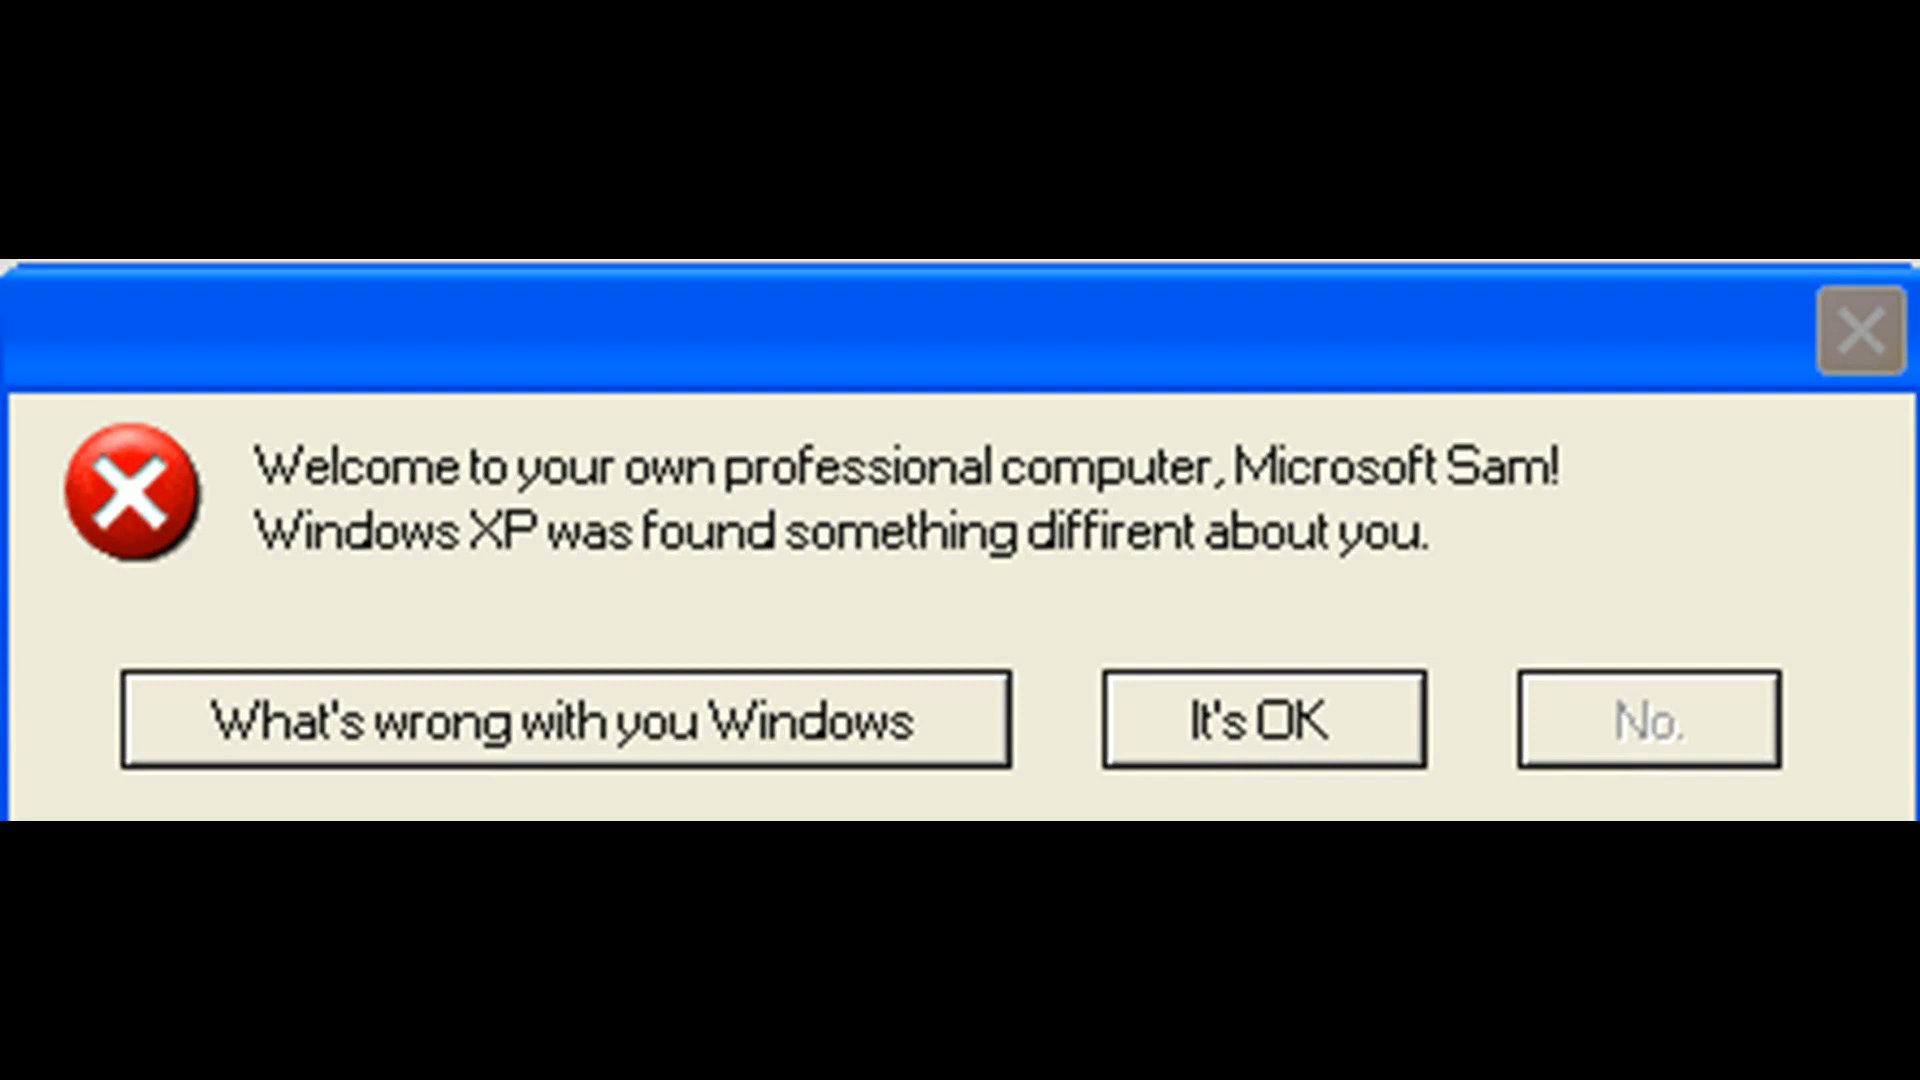 Welcome to your own professional computer, Microsoft Sam!
Windows XP was found something diffirent about you.
What's wrong with you Windows
It's OK
No.